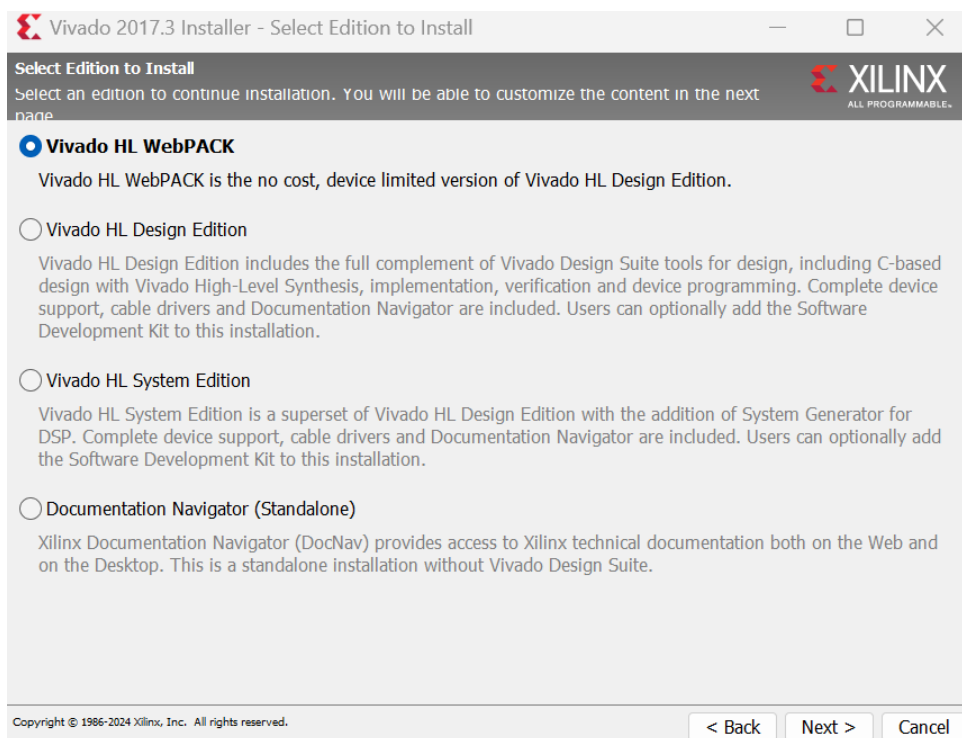 Vivado 2017.3 Installer - Select Edition to Install
Select Edition to Install
Select an edition to continue installation. You will be able to customize the content in the next
page
XILINX
ALL PROGRAMMABLE.
Vivado HL WebPACK
Vivado HL WebPACK is the no cost, device limited version of Vivado HL Design Edition.
Vivado HL Design Edition
Vivado HL Design Edition includes the full complement of Vivado Design Suite tools for design, including C-based
design with Vivado High-Level Synthesis, implementation, verification and device programming. Complete device
support, cable drivers and Documentation Navigator are included. Users can optionally add the Software
Development Kit to this installation.
Vivado HL System Edition
Vivado HL System Edition is a superset of Vivado HL Design Edition with the addition of System Generator for
DSP. Complete device support, cable drivers and Documentation Navigator are included. Users can optionally add
the Software Development Kit to this installation.
Documentation Navigator (Standalone)
Xilinx Documentation Navigator (DocNav) provides access to Xilinx technical documentation both on the Web and
on the Desktop. This is a standalone installation without Vivado Design Suite.
Copyright © 1986-2024 Xilinx, Inc. All rights reserved.
< Back
Next >
Cancel